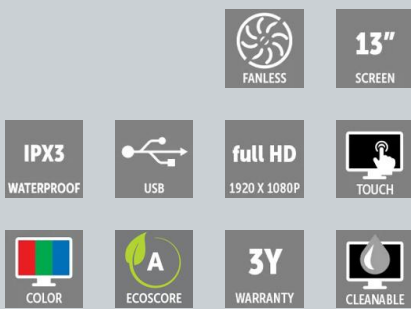 FANLESS
13"
SCREEN
IPX3
WATERPROOF
USB
full HD
1920 X 1080P
TOUCH
COLOR
A
ECOSCORE
3Y
WARRANTY
CLEANABLE